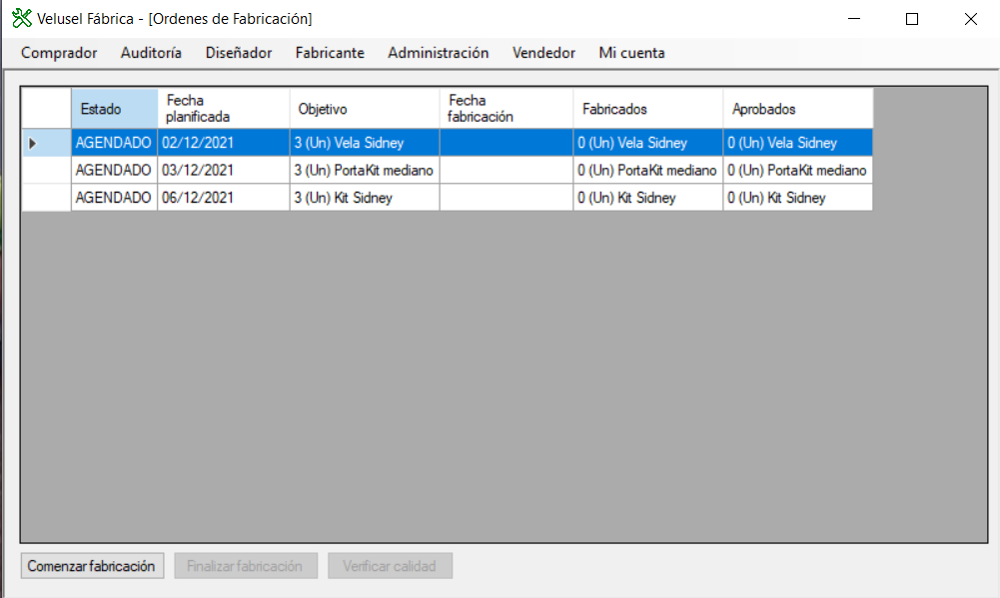 Velusel Fábrica - [Ordenes de Fabricación]
Comprador Auditoría Diseñador Fabricante Administración Vendedor Mi cuenta
Estado Fecha planificada Objetivo Fecha fabricación Fabricados Aprobados
AGENDADO 02/12/2021 3 (Un) Vela Sidney 0 (Un) Vela Sidney 0 (Un) Vela Sidney
AGENDADO 03/12/2021 3 (Un) PortaKit mediano 0 (Un) PortaKit mediano 0 (Un) PortaKit mediano
AGENDADO 06/12/2021 3 (Un) Kit Sidney 0 (Un) Kit Sidney 0 (Un) Kit Sidney
Comenzar fabricación Finalizar fabricación Verificar calidad